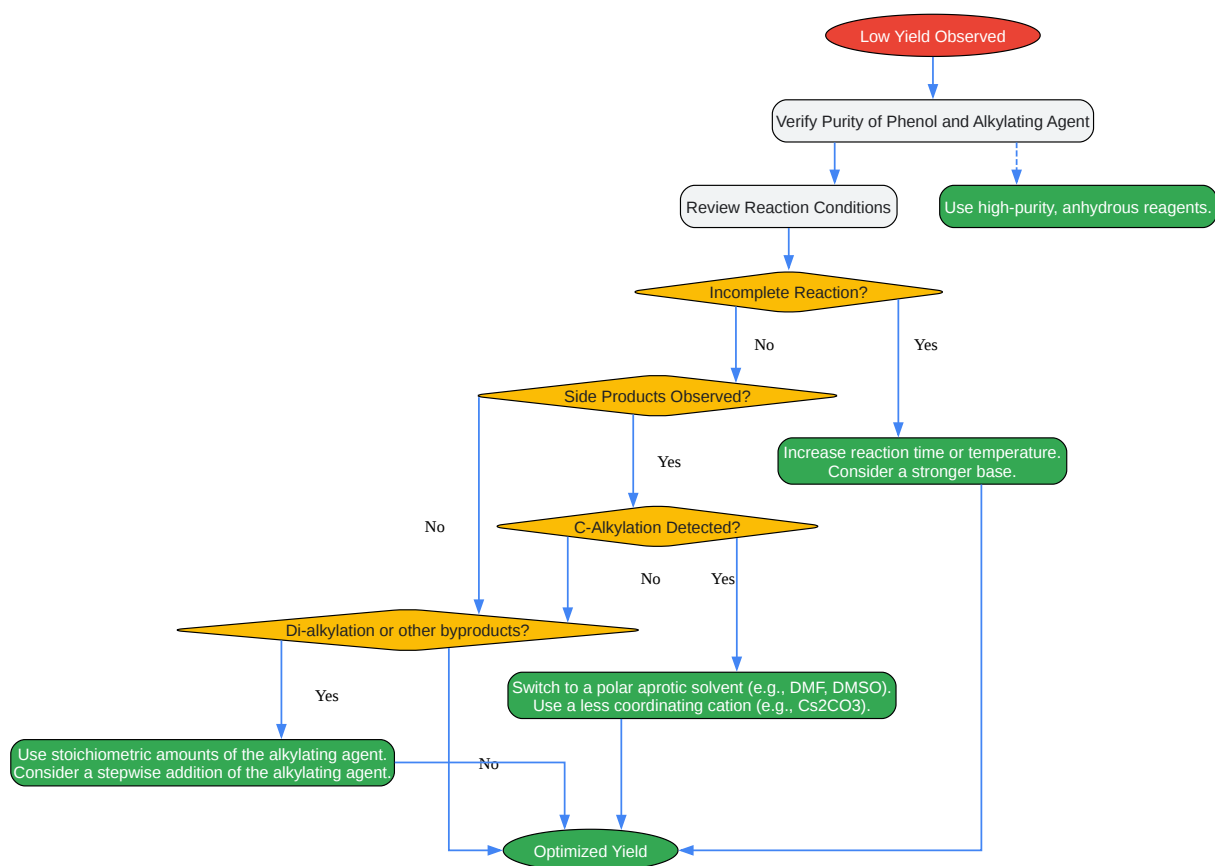 Low Yield Observed
Verify Purity of Phenol and Alkylating Agent
Review Reaction Conditions
Use high-purity, anhydrous reagents.
Incomplete Reaction?
No
Yes
Side Products Observed?
Increase reaction time or temperature.
Consider a stronger base.
Yes
No
C-Alkylation Detected?
No
Yes
Di-alkylation or other byproducts?
Switch to a polar aprotic solvent (e.g., DMF, DMSO).
Use a less coordinating cation (e.g., Cs2CO3).
Yes
Use stoichiometric amounts of the alkylating agent.
Consider a stepwise addition of the alkylating agent.
No
Optimized Yield